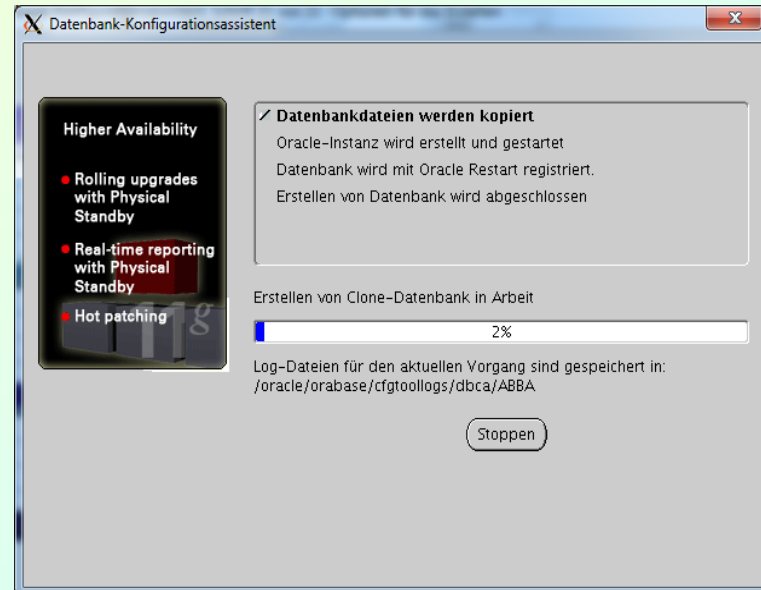 Datenbank-Konfigurationsassistent
Higher Availability
Rolling upgrades
with Physical
Standby
Real-time reporting
with Physical
Standby
Hot patching
11g
Datenbankdateien werden kopiert
Oracle-Instanz wird erstellt und gestartet
Datenbank wird mit Oracle Restart registriert.
Erstellen von Datenbank wird abgeschlossen
Erstellen von Clone-Datenbank in Arbeit
2%
Log-Dateien für den aktuellen Vorgang sind gespeichert in:
/oracle/orabase/cfgtoollogs/dbca/ABBA
Stoppen